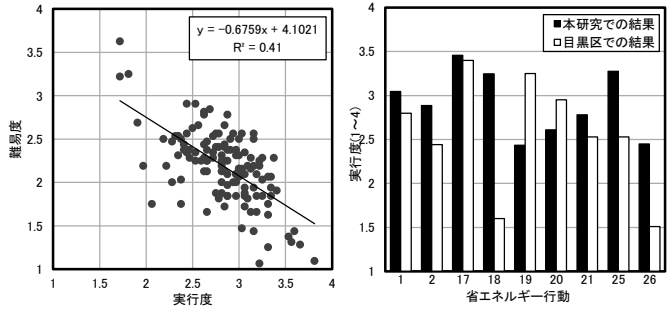 y = −0.6759x + 4.1021
R² = 0.41
難易度
4
3.5
3
2.5
2
1.5
1
1 1.5 2 2.5 3 3.5 4
実行度
■本研究での結果
□目黒区での結果
実行度(1～4)
4
3.5
3
2.5
2
1.5
1
1 2 17 18 19 20 21 25 26
省エネルギー行動